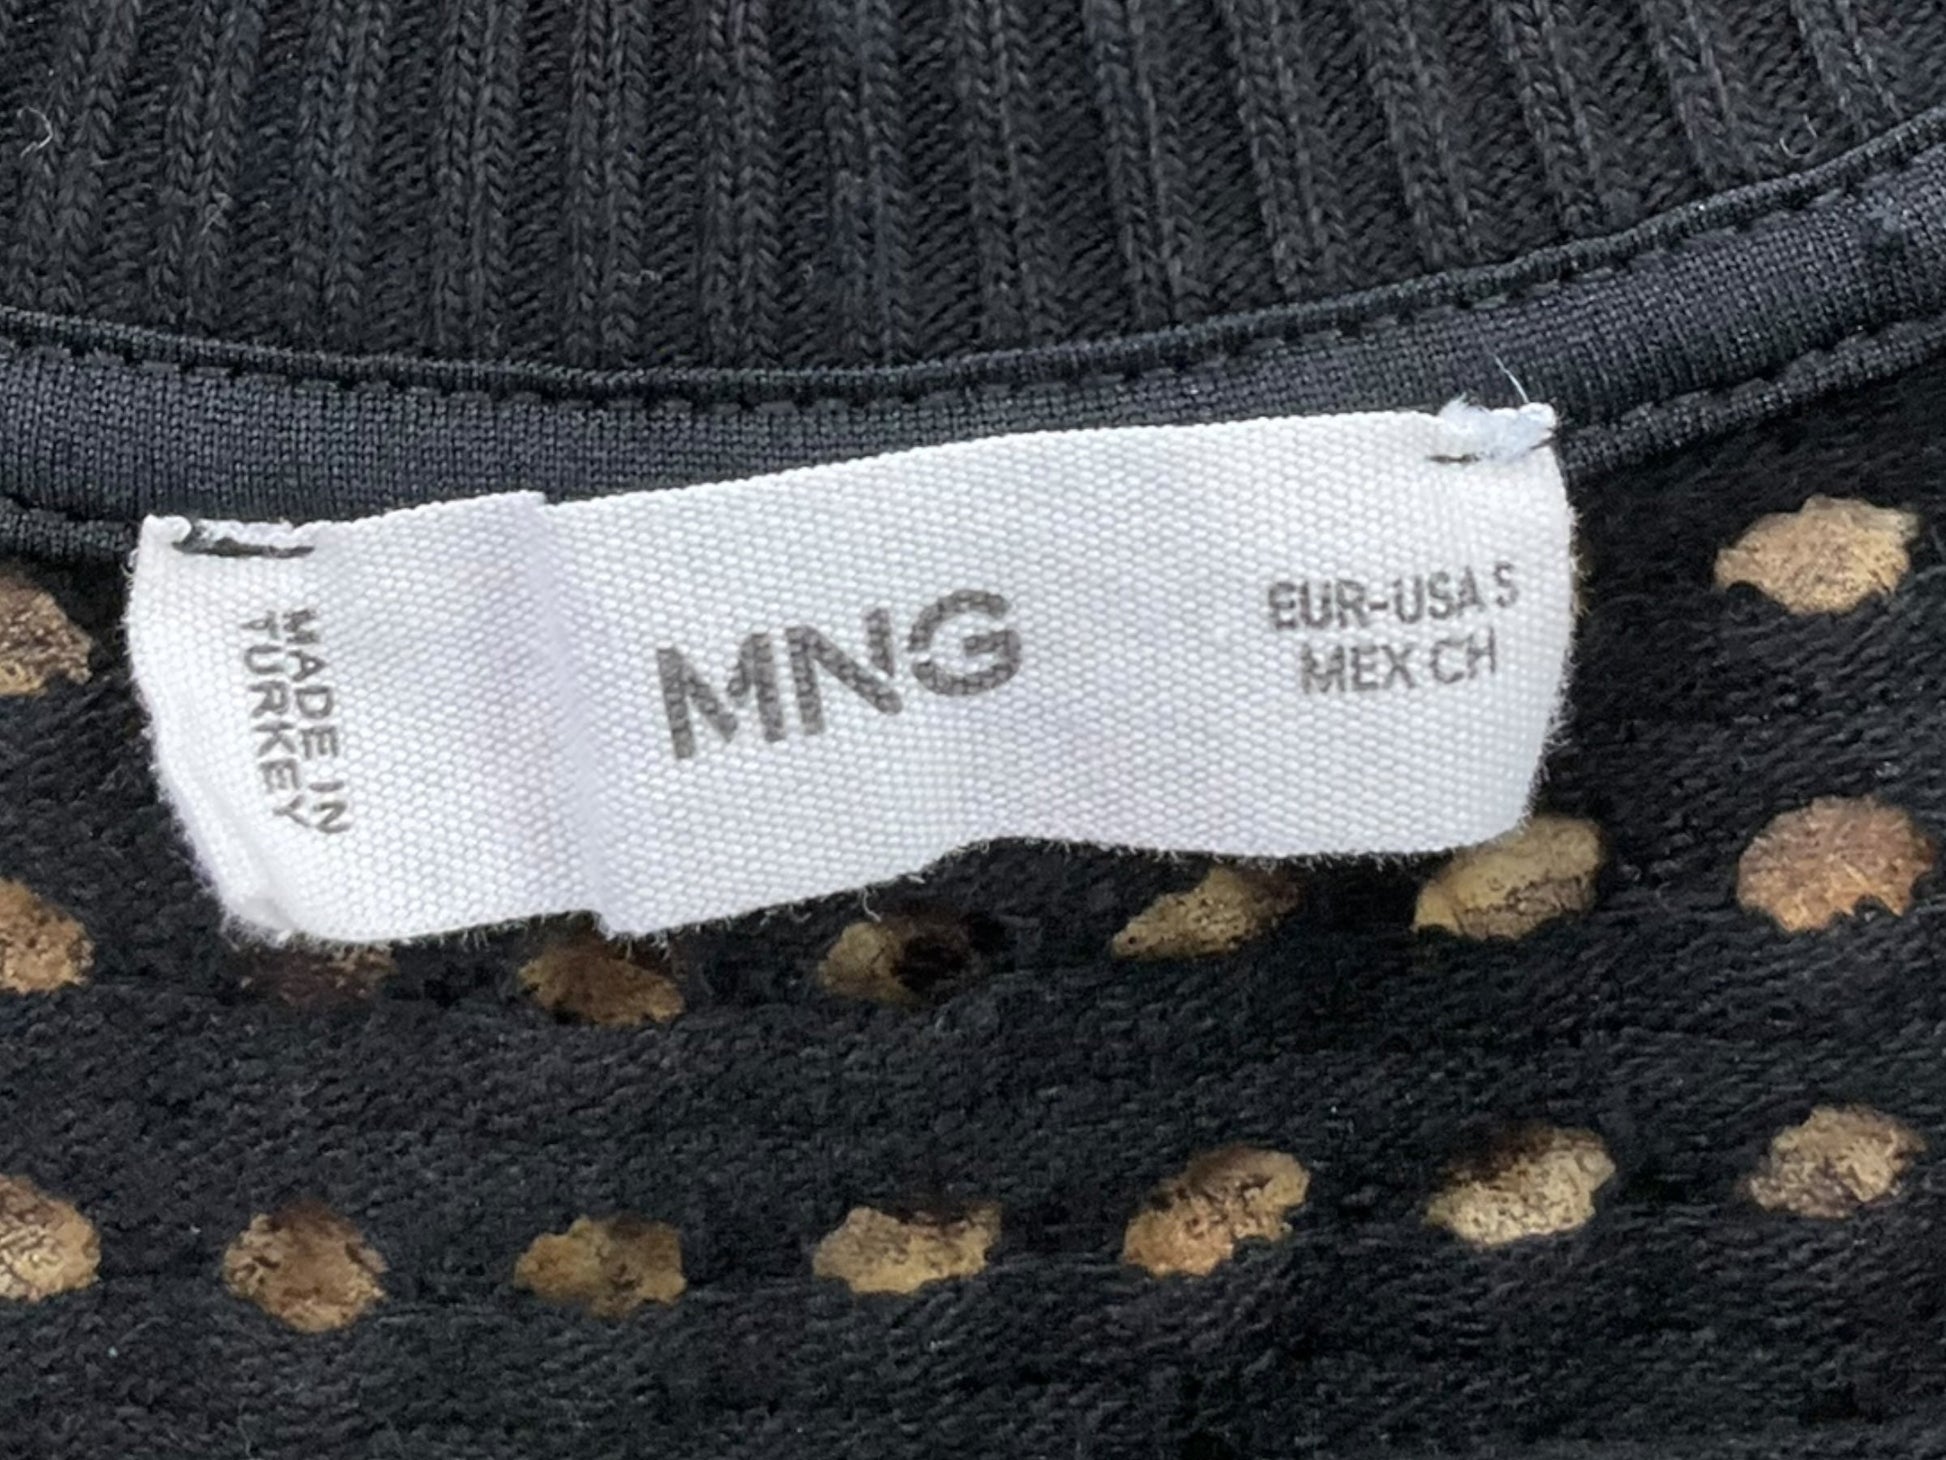 MADE IN
TURKEY
MNG
EUR-USA S
MEX CH